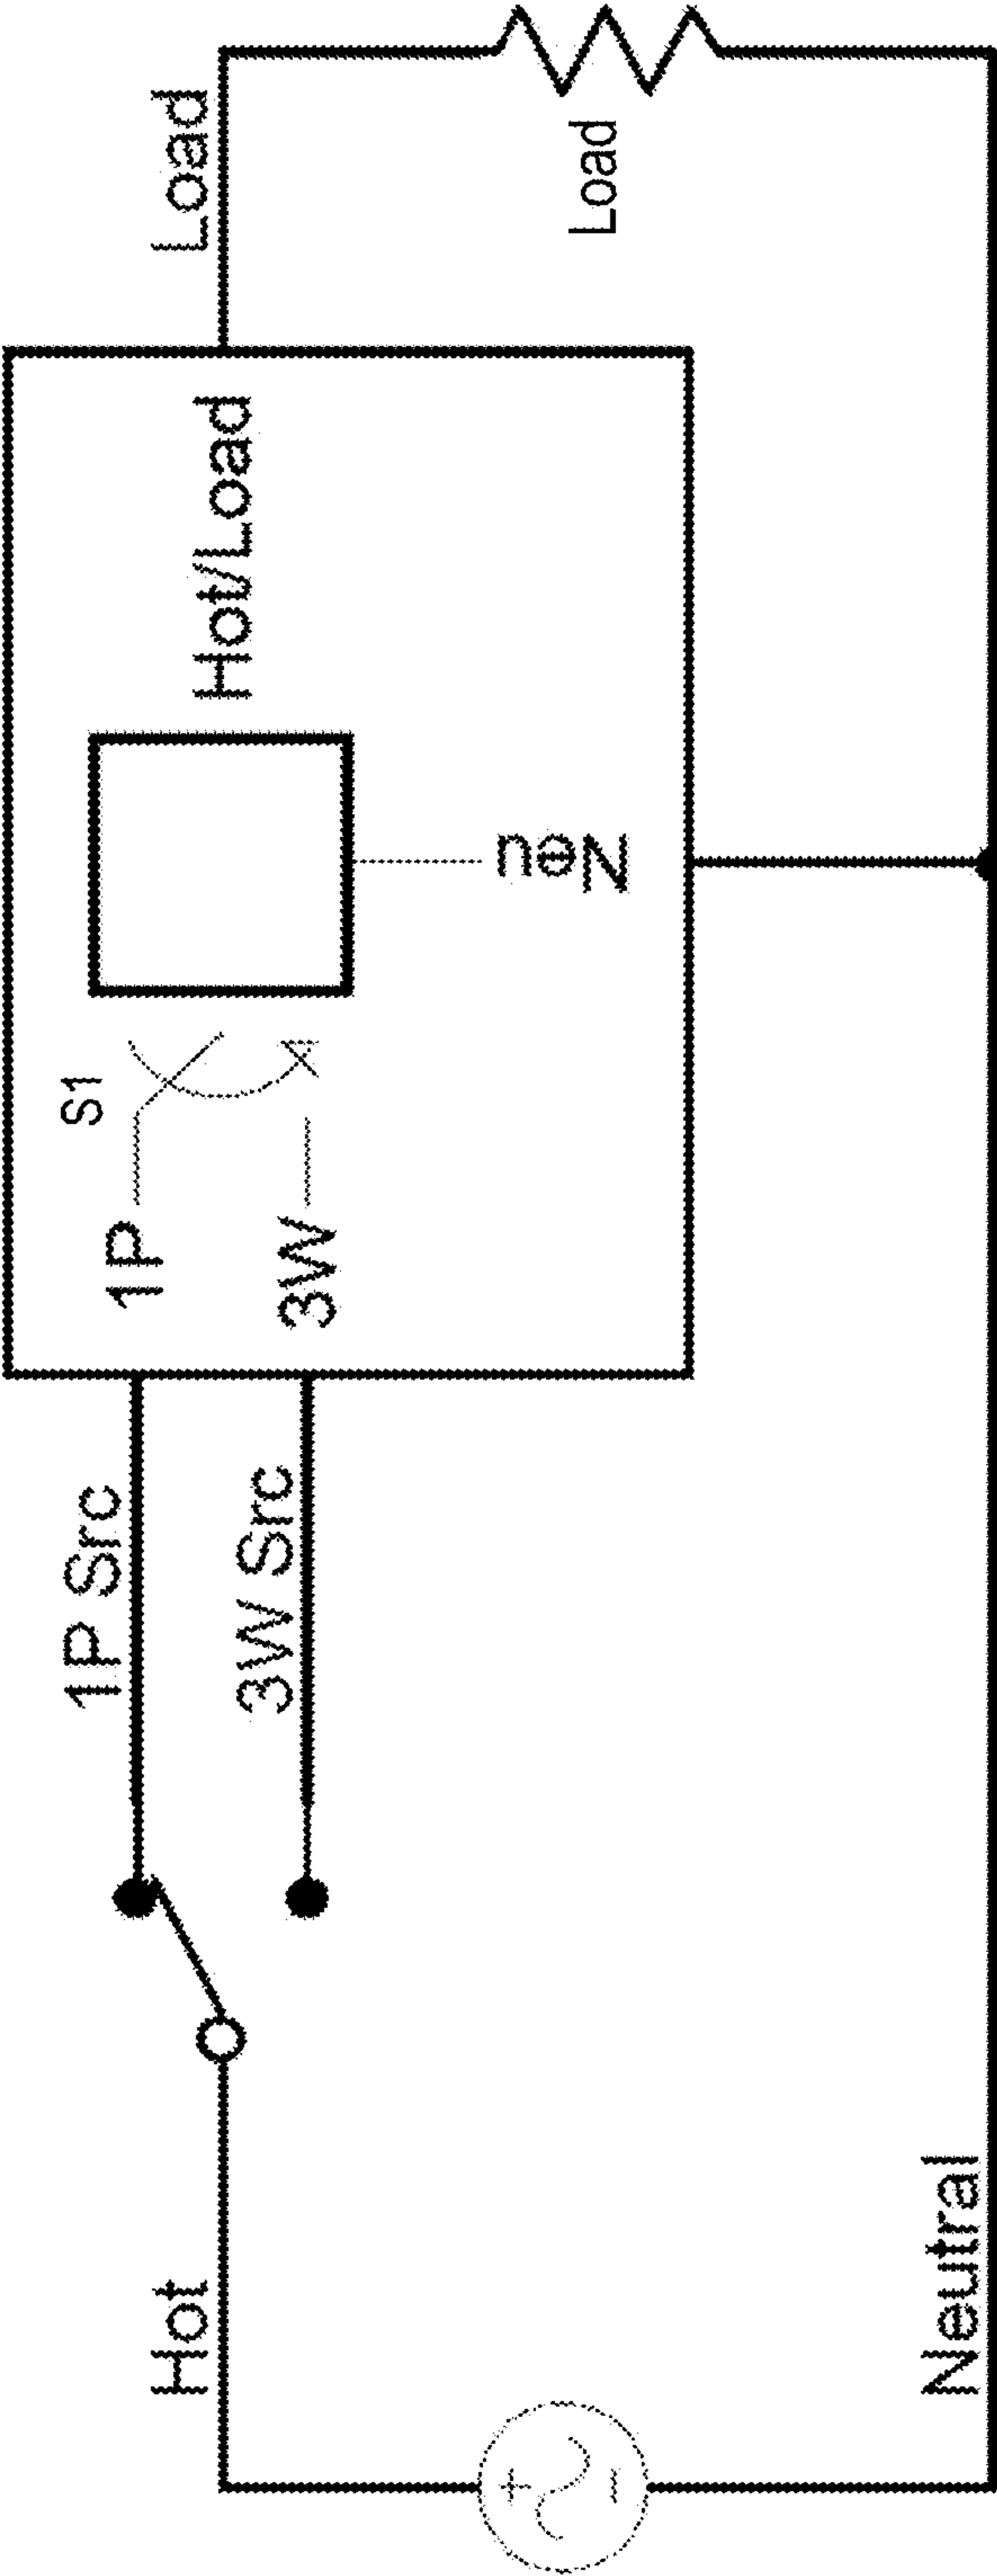 Hot
1P Src
3W Src
S1
1P
3W
Hot/Load
Neu
Load
Load
Neutral
+
-